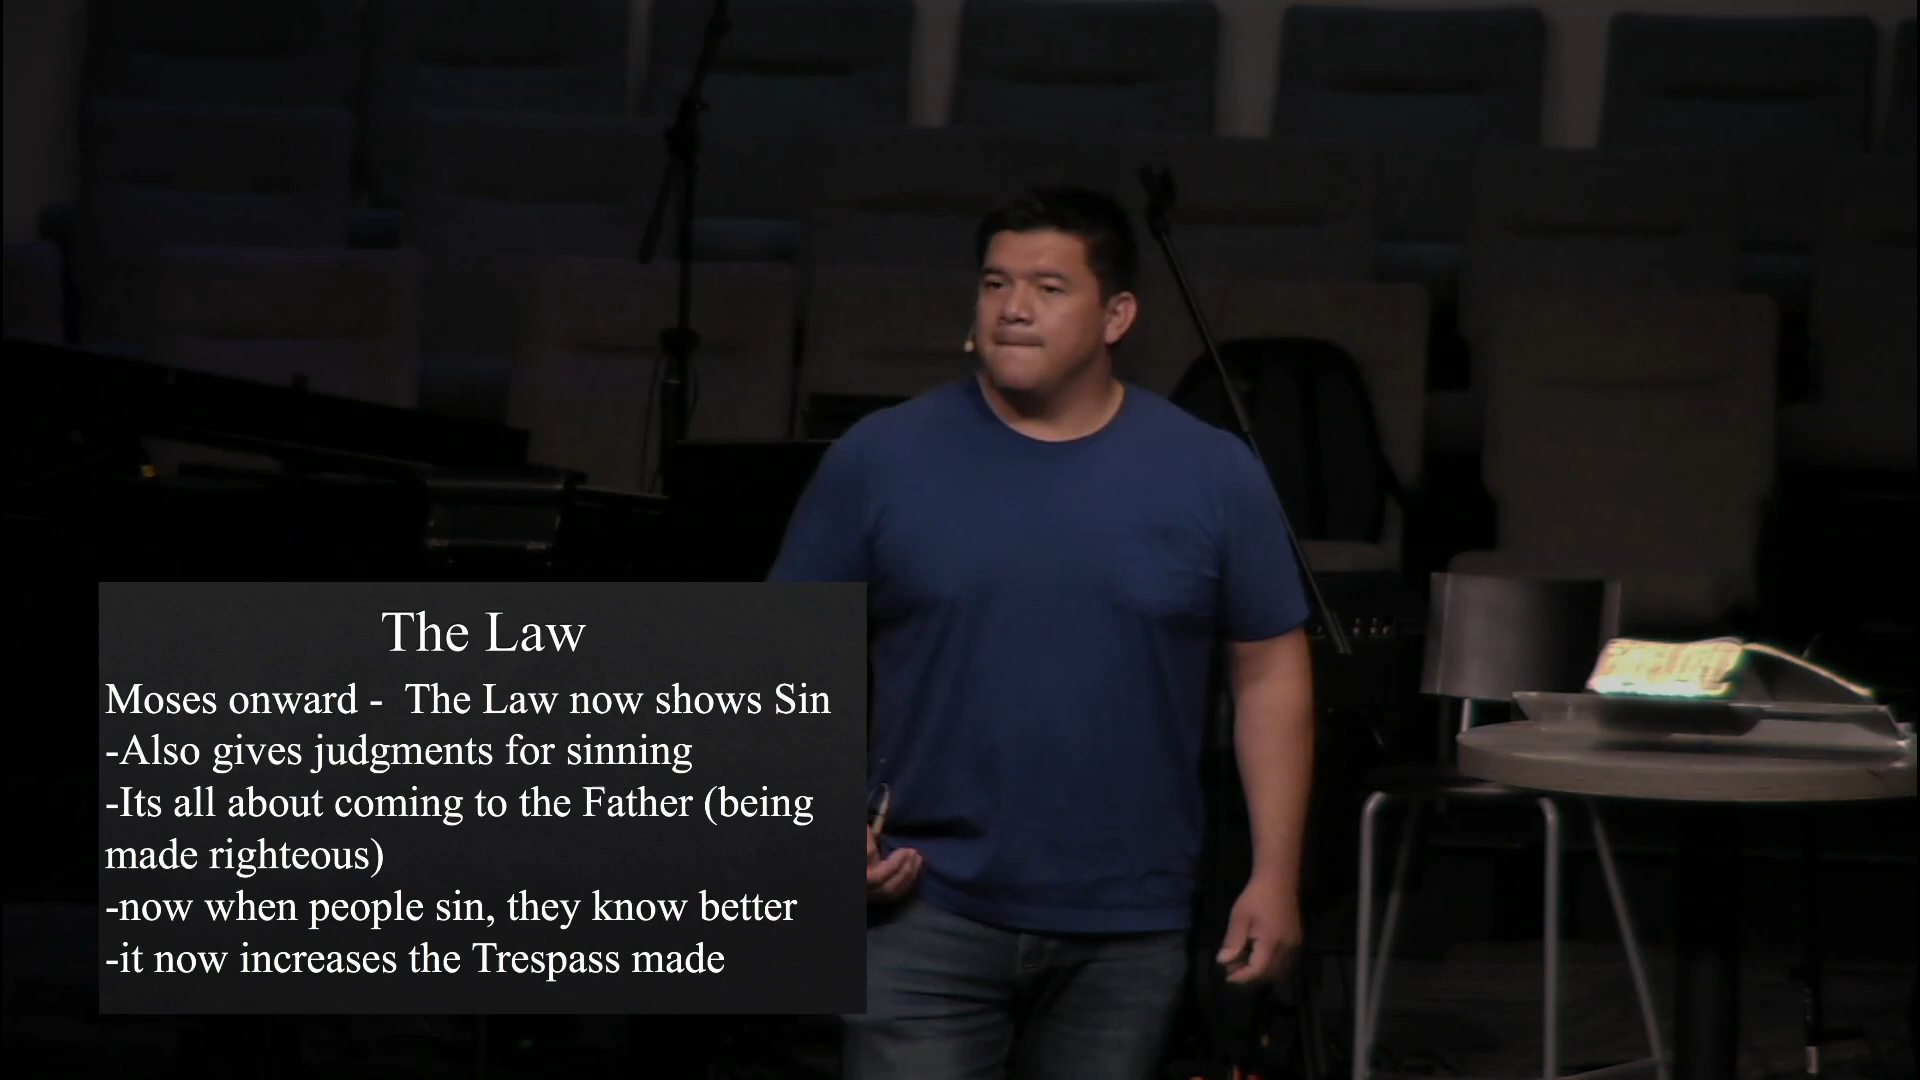 The Law
Moses onward -  The Law now shows Sin
-Also gives judgments for sinning
-Its all about coming to the Father (being
made righteous)
-now when people sin, they know better
-it now increases the Trespass made